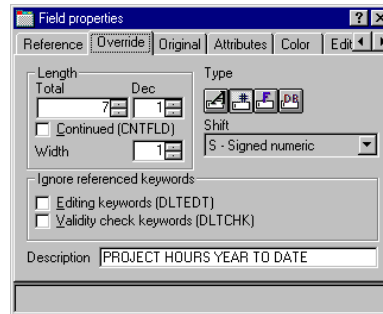 Field properties
Reference Override Original Attributes Color Edit
Length
Total Dec
7 1
Continued (CNTFLD)
Width 1
Type
A # F DB
Shift
S - Signed numeric
Ignore referenced keywords
Editing keywords (DLTEDT)
Validity check keywords (DLTCHK)
Description PROJECT HOURS YEAR TO DATE